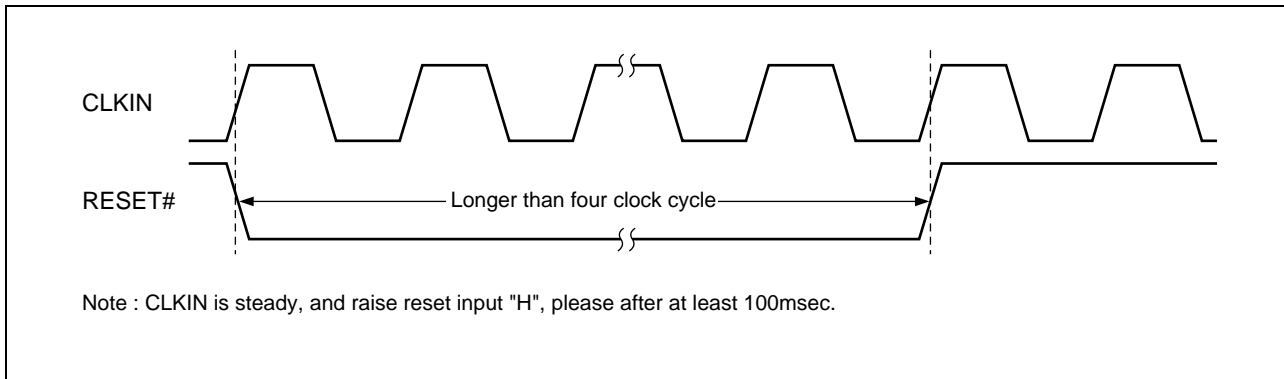 CLKIN
RESET#
Longer than four clock cycle
Note : CLKIN is steady, and raise reset input "H", please after at least 100msec.